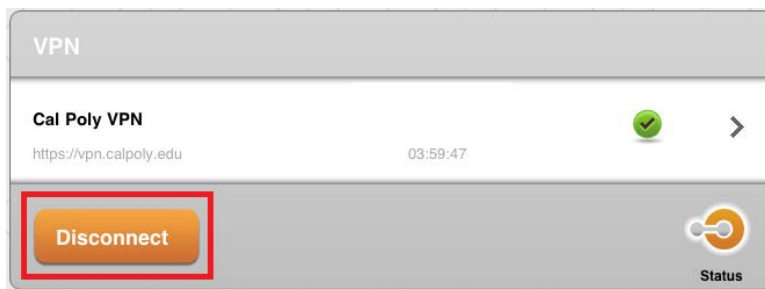 VPN
Cal Poly VPN
https://vpn.calpoly.edu 03:59:47
Disconnect
Status